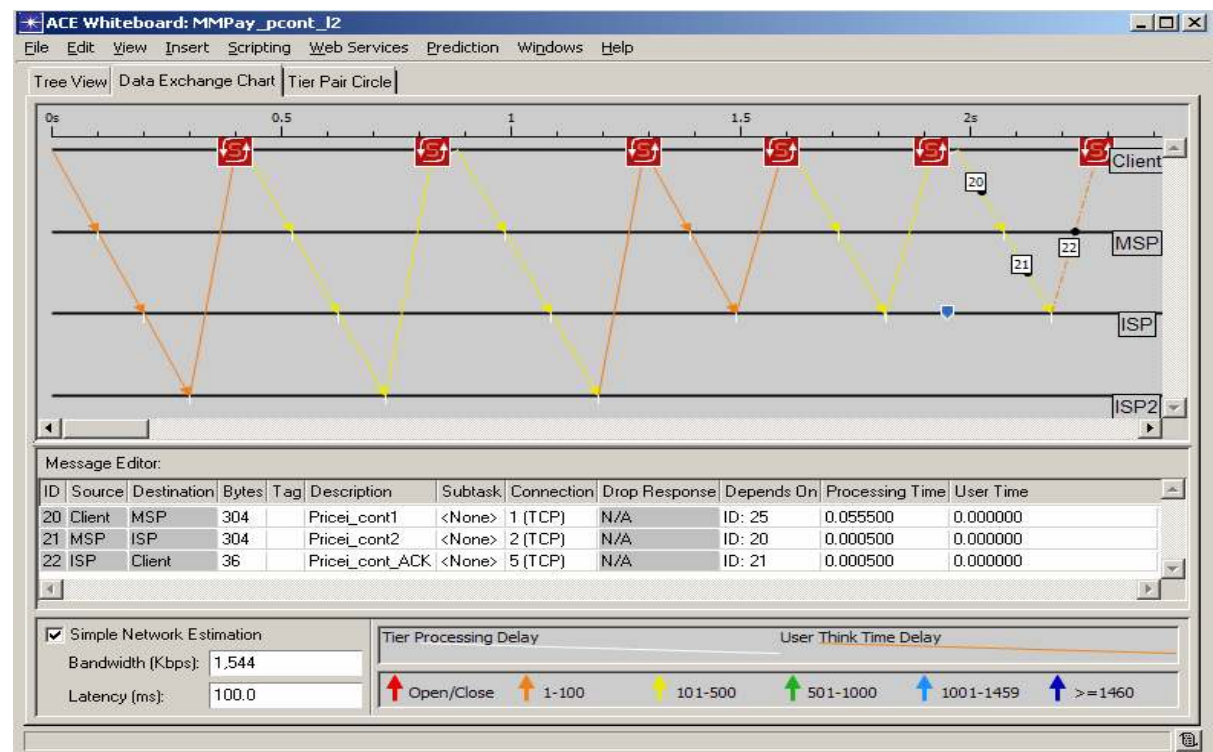 ACE Whiteboard: MMPay_pcont_l2
File Edit View Insert Scripting Web Services Prediction Windows Help
Tree View Data Exchange Chart Tier Pair Circle
0s 0.5 1 1.5 2s
Client
20
MSP
22
21
ISP
ISP2
Message Editor:
ID Source Destination Bytes Tag Description Subtask Connection Drop Response Depends On Processing Time User Time
20 Client MSP 304 Pricei_cont1 <None> 1 (TCP) N/A ID: 25 0.055500 0.000000
21 MSP ISP 304 Pricei_cont2 <None> 2 (TCP) N/A ID: 20 0.000500 0.000000
22 ISP Client 36 Pricei_cont_ACK <None> 5 (TCP) N/A ID: 21 0.000500 0.000000
Simple Network Estimation
Bandwidth (Kbps): 1,544
Latency (ms): 100.0
Tier Processing Delay User Think Time Delay
Open/Close 1-100 101-500 501-1000 1001-1459 >=1460